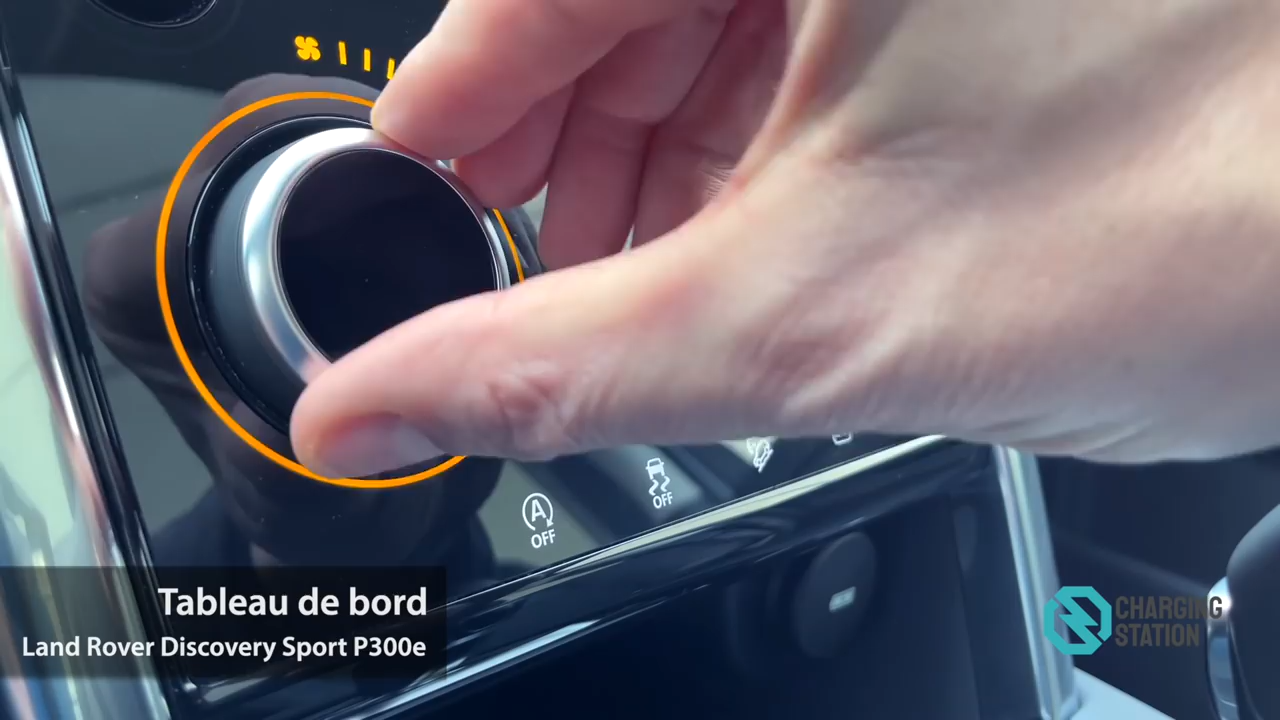 A
OFF
OFF
Tableau de bord
Land Rover Discovery Sport P300e
CHARGING
STATION